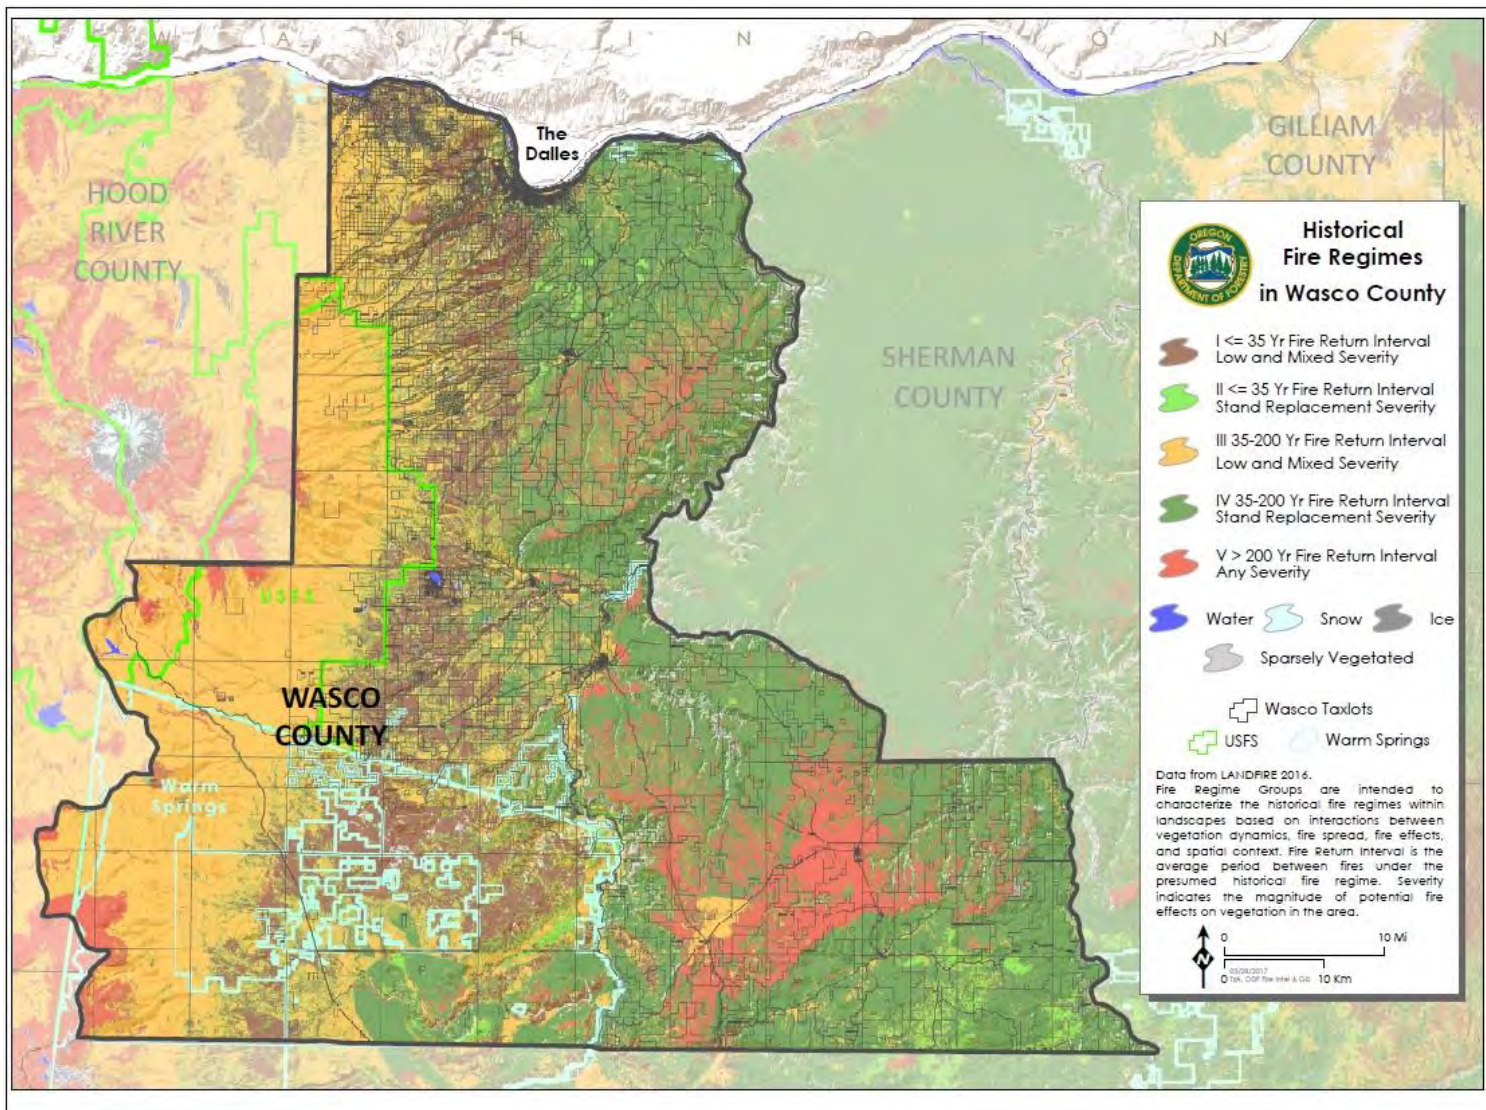 W A S H I N G T O N
The
Dalles
HOOD
RIVER
COUNTY
GILLIAM
COUNTY
SHERMAN
COUNTY
USFS
WASCO
COUNTY
Warm
Springs
OREGON
DEPARTMENT OF FORESTRY
Historical
Fire Regimes
in Wasco County
I <= 35 Yr Fire Return Interval
Low and Mixed Severity
II <= 35 Yr Fire Return Interval
Stand Replacement Severity
III 35-200 Yr Fire Return Interval
Low and Mixed Severity
IV 35-200 Yr Fire Return Interval
Stand Replacement Severity
V > 200 Yr Fire Return Interval
Any Severity
Water Snow Ice
Sparsely Vegetated
Wasco Taxlots
USFS Warm Springs
Data from LANDFIRE 2016.
Fire Regime Groups are intended to
characterize the historical fire regimes within
landscapes based on interactions between
vegetation dynamics, fire spread, fire effects,
and spatial context. Fire Return Interval is the
average period between fires under the
presumed historical fire regime. Severity
indicates the magnitude of potential fire
effects on vegetation in the area.
N
0 10 Mi
0 10 Km